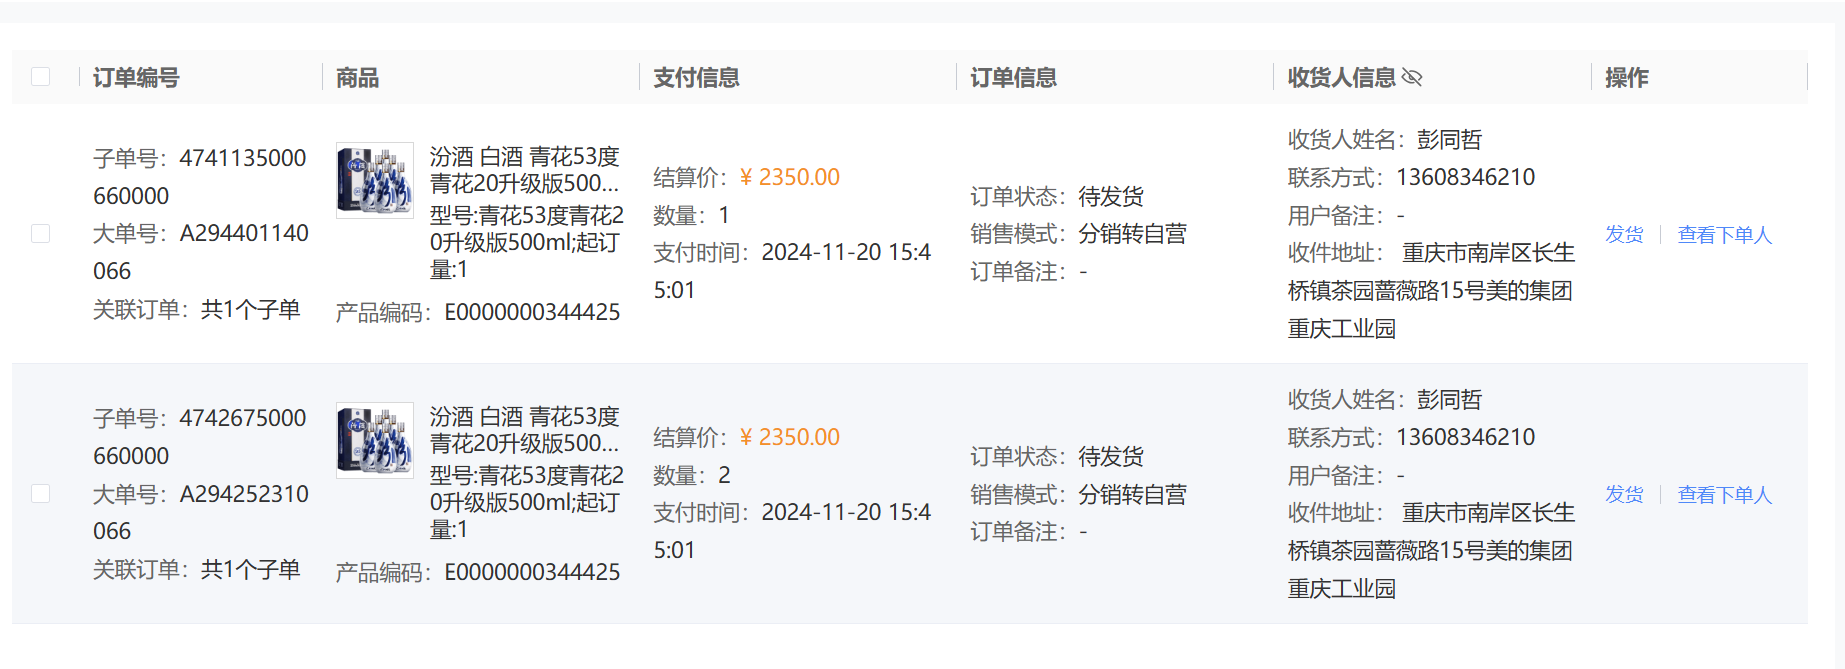 订单编号 商品 支付信息 订单信息 收货人信息 操作
子单号：4741135000
660000
大单号：A294401140
066
关联订单：共1个子单
汾酒 白酒 青花53度
青花20升级版500...
型号:青花53度青花2
0升级版500ml;起订
量:1
产品编码：E0000000344425
结算价：¥ 2350.00
数量：1
支付时间：2024-11-20 15:4
5:01
订单状态：待发货
销售模式：分销转自营
订单备注：-
收货人姓名：彭同哲
联系方式：13608346210
用户备注：-
收件地址： 重庆市南岸区长生
桥镇茶园蔷薇路15号美的集团
重庆工业园
发货 查看下单人
子单号：4742675000
660000
大单号：A294252310
066
关联订单：共1个子单
汾酒 白酒 青花53度
青花20升级版500...
型号:青花53度青花2
0升级版500ml;起订
量:1
产品编码：E0000000344425
结算价：¥ 2350.00
数量：2
支付时间：2024-11-20 15:4
5:01
订单状态：待发货
销售模式：分销转自营
订单备注：-
收货人姓名：彭同哲
联系方式：13608346210
用户备注：-
收件地址： 重庆市南岸区长生
桥镇茶园蔷薇路15号美的集团
重庆工业园
发货 查看下单人